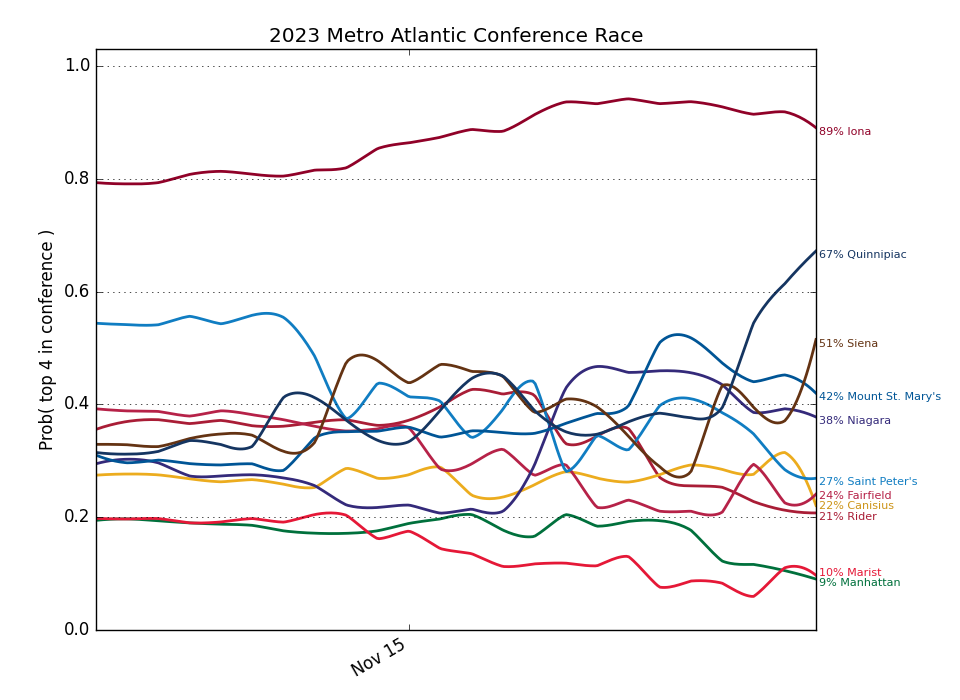 2023 Metro Atlantic Conference Race
Prob( top 4 in conference )
1.0
0.8
0.6
0.4
0.2
0.0
Nov 15
89% Iona
67% Quinnipiac
51% Siena
42% Mount St. Mary's
38% Niagara
27% Saint Peter's
24% Fairfield
22% Canisius
21% Rider
10% Marist
9% Manhattan